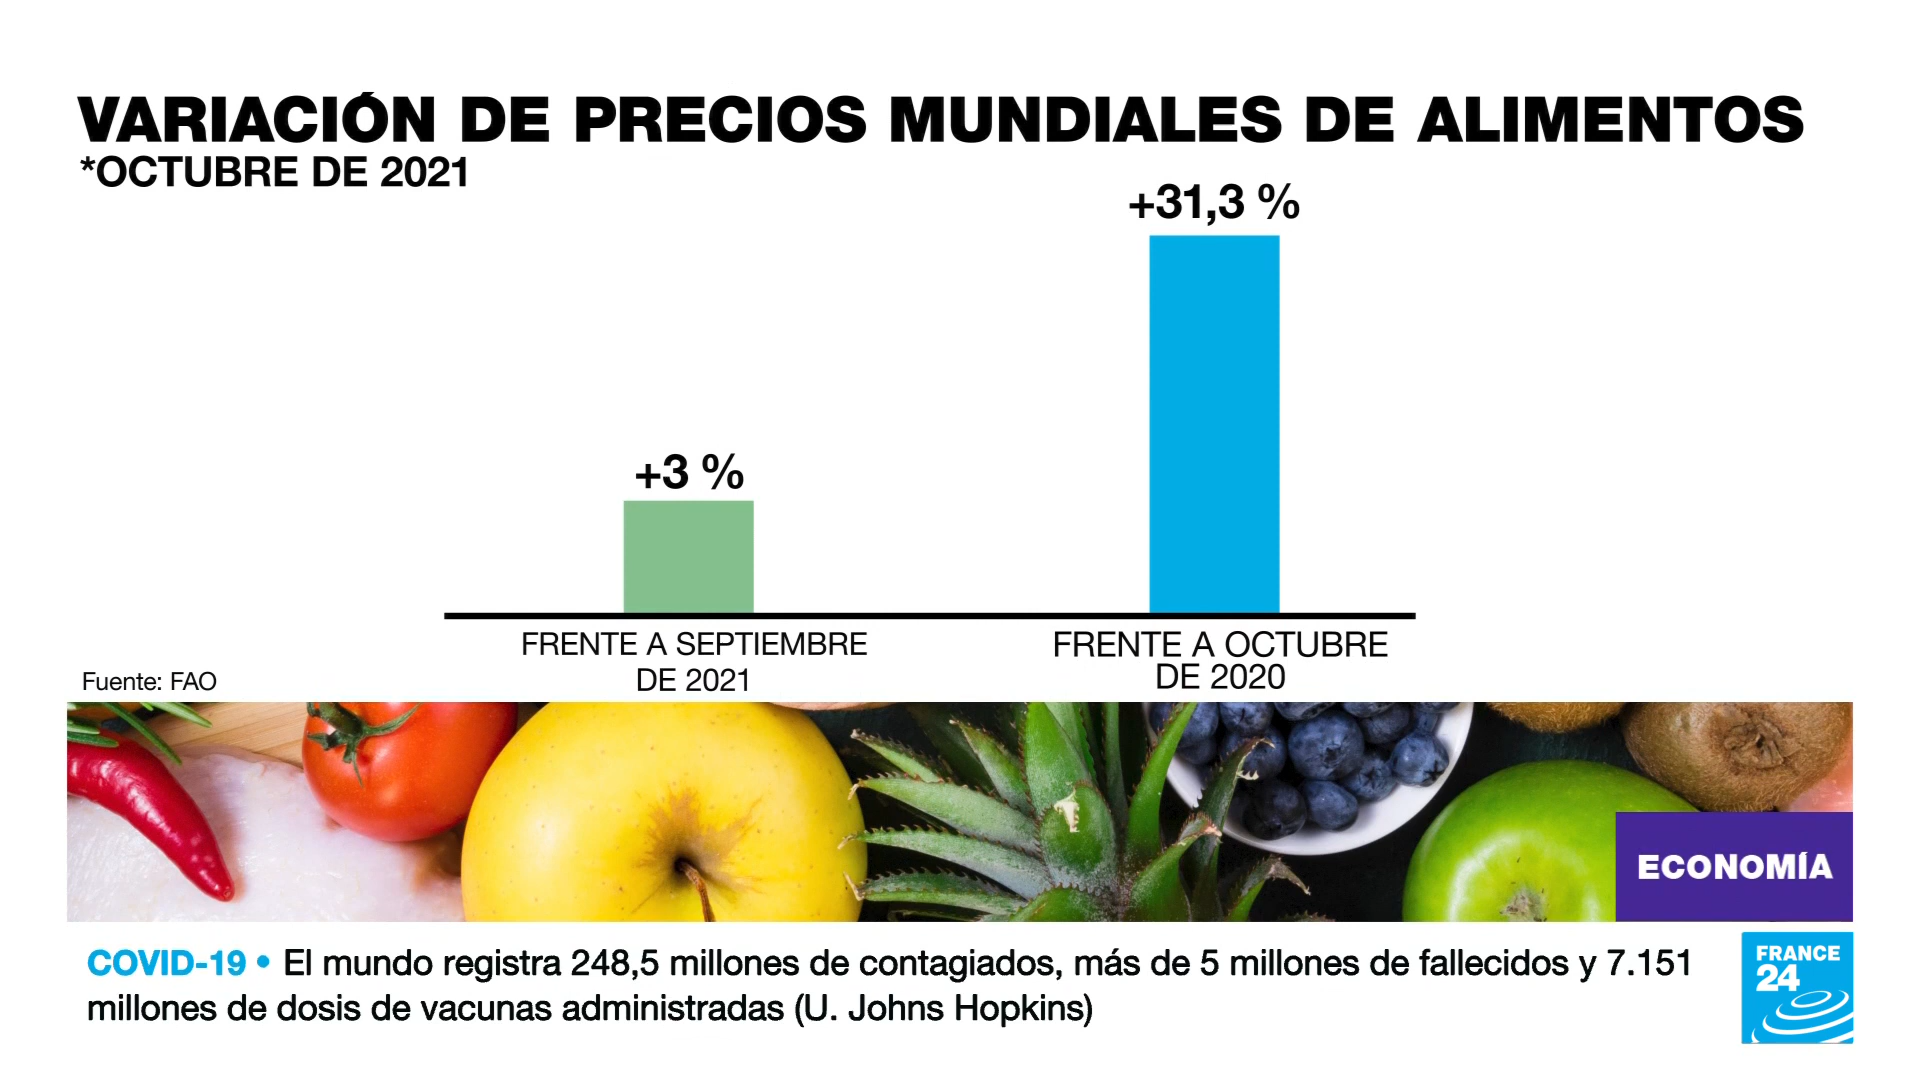 VARIACIÓN DE PRECIOS MUNDIALES DE ALIMENTOS
*OCTUBRE DE 2021
+31,3 %
+3 %
FRENTE A SEPTIEMBRE
DE 2021
FRENTE A OCTUBRE
DE 2020
Fuente: FAO
ECONOMÍA
COVID-19 • El mundo registra 248,5 millones de contagiados, más de 5 millones de fallecidos y 7.151
millones de dosis de vacunas administradas (U. Johns Hopkins)
FRANCE
24